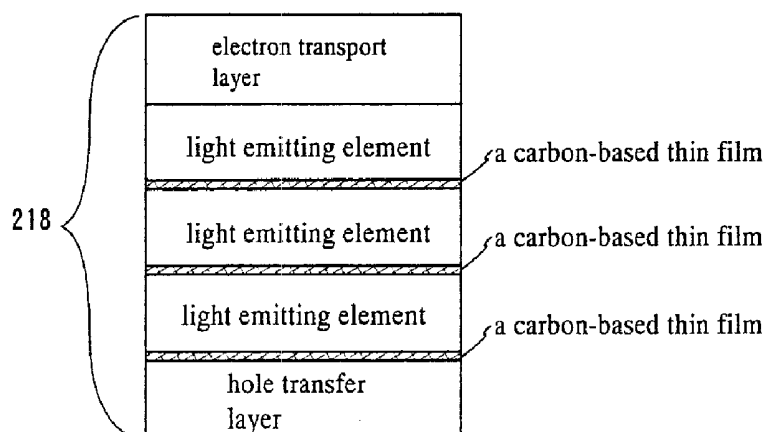 electron transport
layer
light emitting element
a carbon-based thin film
218
light emitting element
a carbon-based thin film
light emitting element
a carbon-based thin film
hole transfer
layer